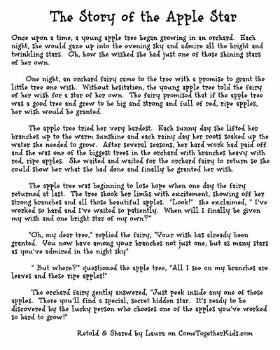 The Story of the Apple Star
Once upon a time, a young apple tree began growing in an orchard. Each
night, she would gaze up into the evening sky and admire all the bright and
twinkling stars. Oh, how she wished she had just one of those shining stars
of her own.
One night, an orchard fairy came to the tree with a promise to grant the
little tree one wish. Without hesitation, the young apple tree told the fairy
of her wish for a star of her own. The fairy promised that if the apple tree
was a good tree and grew to be big and strong and full of red, ripe apples,
her wish would be granted.
The apple tree tried her very hardest. Each sunny day she lifted her
branches up to the warm sunshine and each rainy day her roots soaked up the
water she needed to grow. After several seasons, her hard work had paid off
and she was one of the biggest trees in the orchard with branches heavy with
red, ripe apples. She waited and waited for the orchard fairy to return so she
could show her what she had done and finally be granted her wish.
The apple tree was beginning to lose hope when one day the fairy
returned at last. The tree shook her limbs with excitement, showing off her
strong branches and all those beautiful apples. "Look!" she exclaimed, " I've
worked so hard and I've waited so patiently. When will I finally be given
my wish and one bright star of my own?"
"Oh, my dear tree," replied the fairy, "Your wish has already been
granted. You now have among your branches not just one, but as many stars
as you've admired in the night sky"
" But where?" questioned the apple tree, "All I see on my branches are
leaves and these ripe apples!"
The orchard fairy gently answered, "Just peek inside any one of those
apples. There you'll find a special, secret hidden star. It's ready to be
discovered by the lucky person who chooses one of the apples you've worked
so hard to grow!"
Retold & Shared by Laura on ComeTogetherKids.com